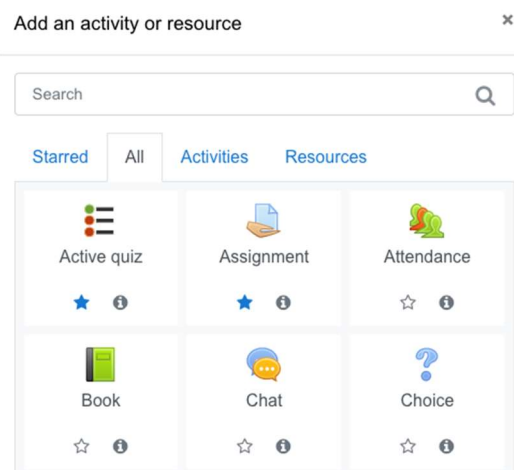 Add an activity or resource
Search
Starred All Activities Resources
Active quiz Assignment Attendance
Book Chat Choice